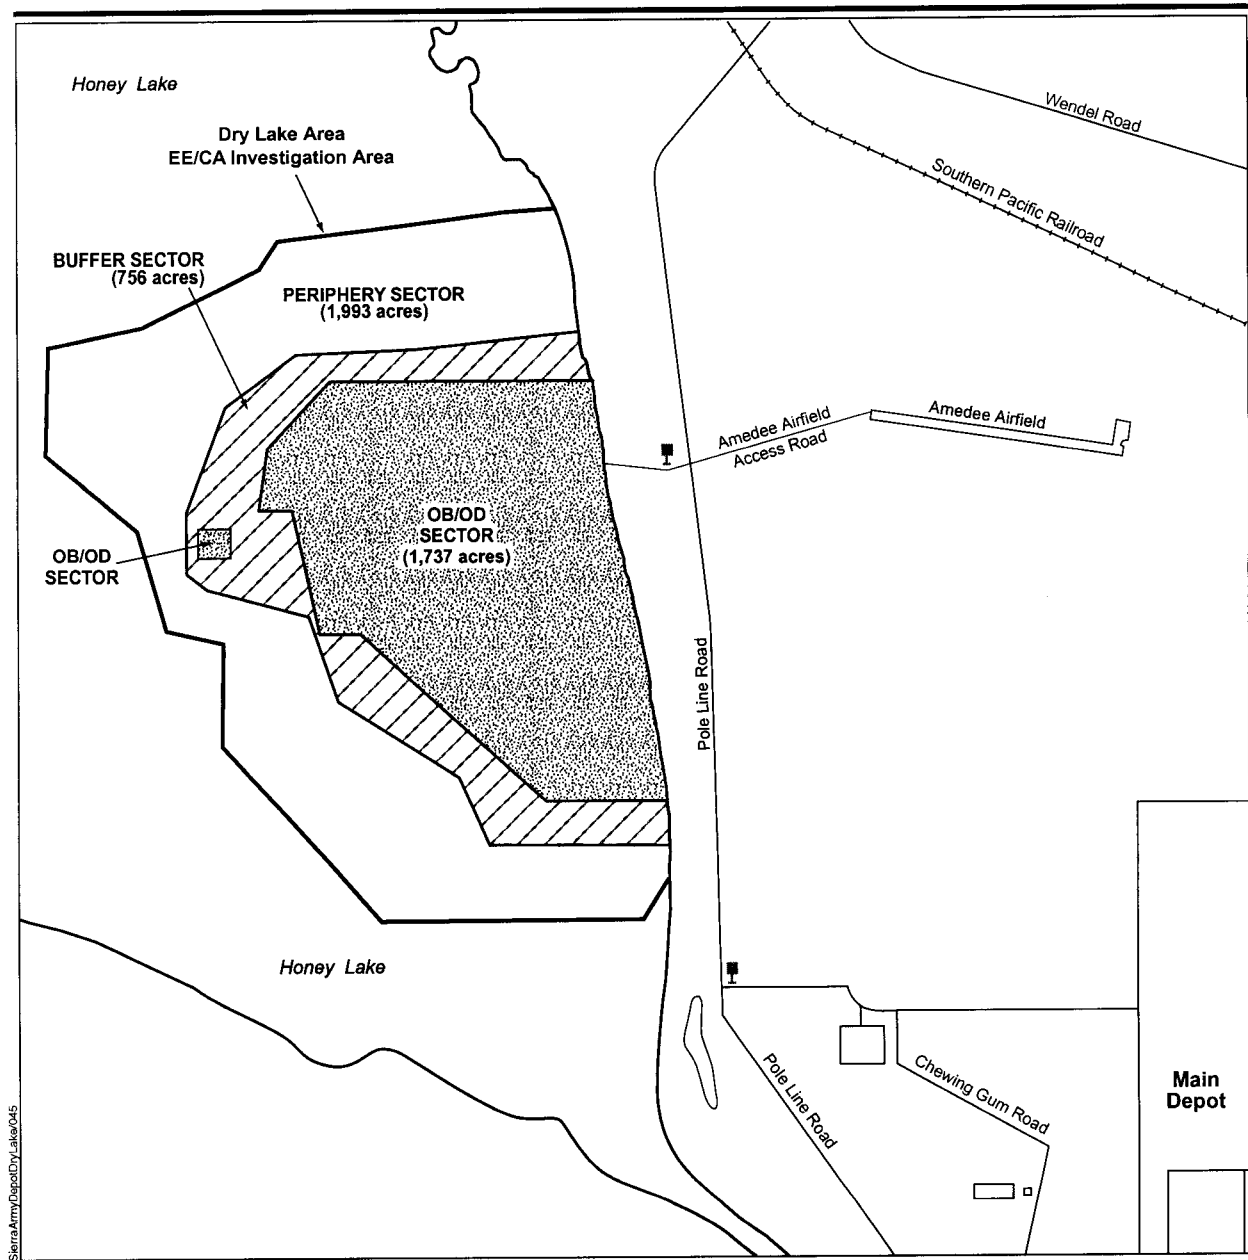 Honey Lake
Wendel Road
Dry Lake Area
EE/CA Investigation Area
Southern Pacific Railroad
BUFFER SECTOR
(756 acres)
PERIPHERY SECTOR
(1,993 acres)
Amedee Airfield
Access Road
Amedee Airfield
OB/OD
SECTOR
(1,737 acres)
OB/OD
SECTOR
Pole Line Road
Honey Lake
Pole Line Road
Chewing Gum Road
Main
Depot
SierraArmyDepotDryLake/045